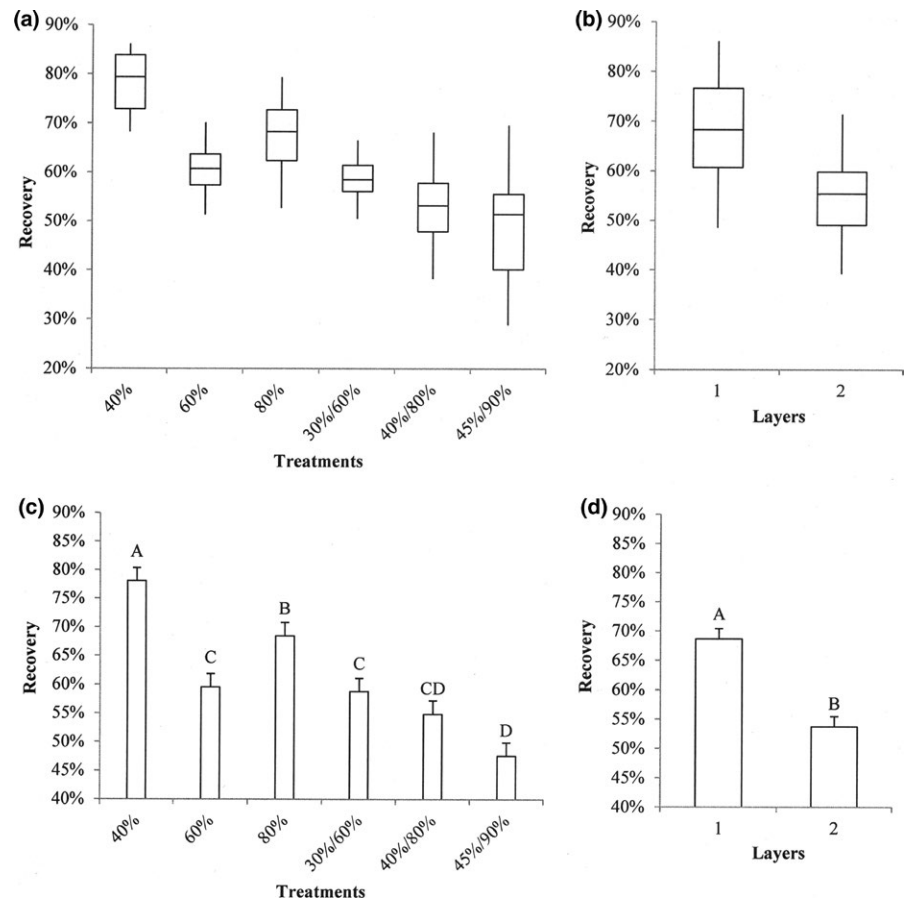 (a)
90%
80%
70%
60%
50%
40%
30%
20%
Recovery
40%
60%
80%
30%/60%
40%/80%
45%/90%
Treatments
(b)
90%
80%
70%
60%
50%
40%
30%
20%
Recovery
1
2
Layers
(c)
90%
85%
80%
75%
70%
65%
60%
55%
50%
45%
40%
Recovery
A
C
B
C
CD
D
40%
60%
80%
30%/60%
40%/80%
45%/90%
Treatments
(d)
90%
85%
80%
75%
70%
65%
60%
55%
50%
45%
40%
Recovery
A
B
1
2
Layers